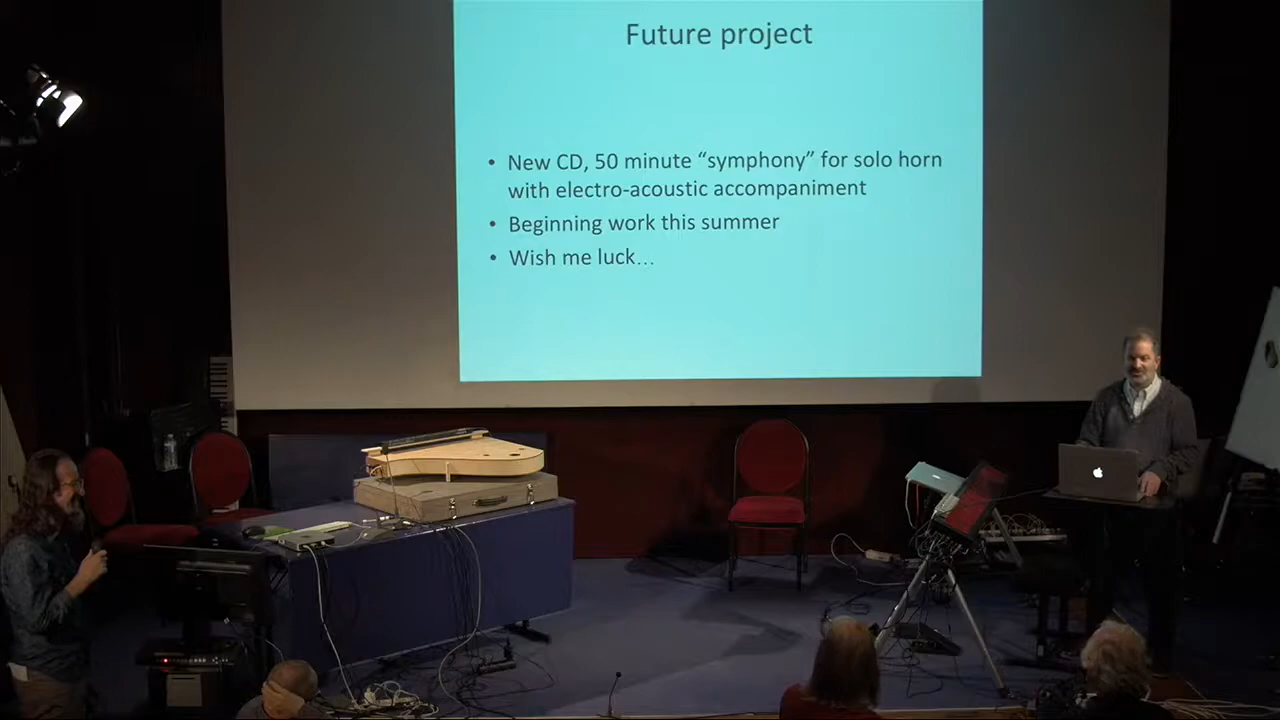 Future project
• New CD, 50 minute “symphony” for solo horn
with electro-acoustic accompaniment
• Beginning work this summer
• Wish me luck…